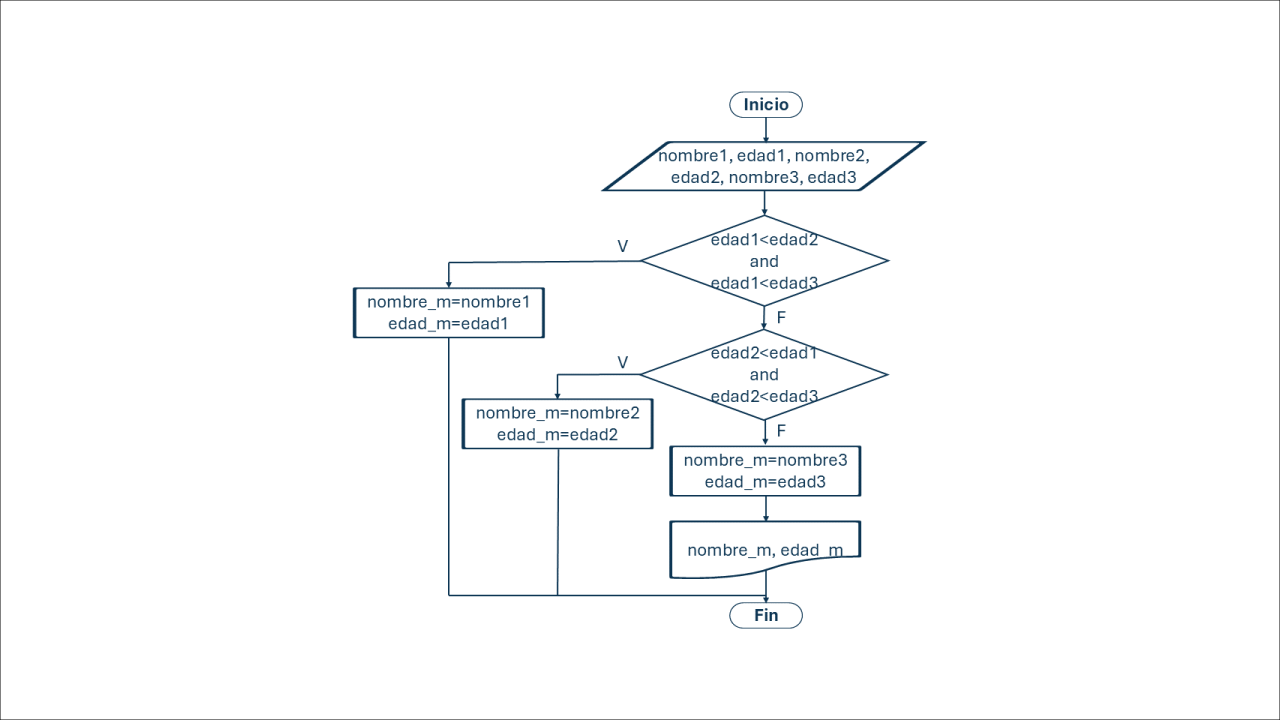 Inicio
nombre1, edad1, nombre2,
edad2, nombre3, edad3
edad1<edad2
and
edad1<edad3
V
nombre_m=nombre1
edad_m=edad1
F
edad2<edad1
and
edad2<edad3
V
nombre_m=nombre2
edad_m=edad2
F
nombre_m=nombre3
edad_m=edad3
nombre_m, edad_m
Fin